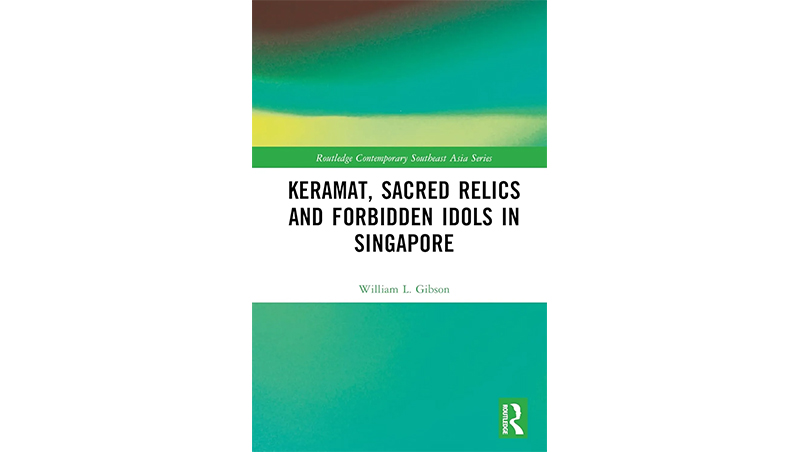 Routledge Contemporary Southeast Asia Series
KERAMAT, SACRED RELICS
AND FORBIDDEN IDOLS IN
SINGAPORE
William L. Gibson
ROUTLEDGE